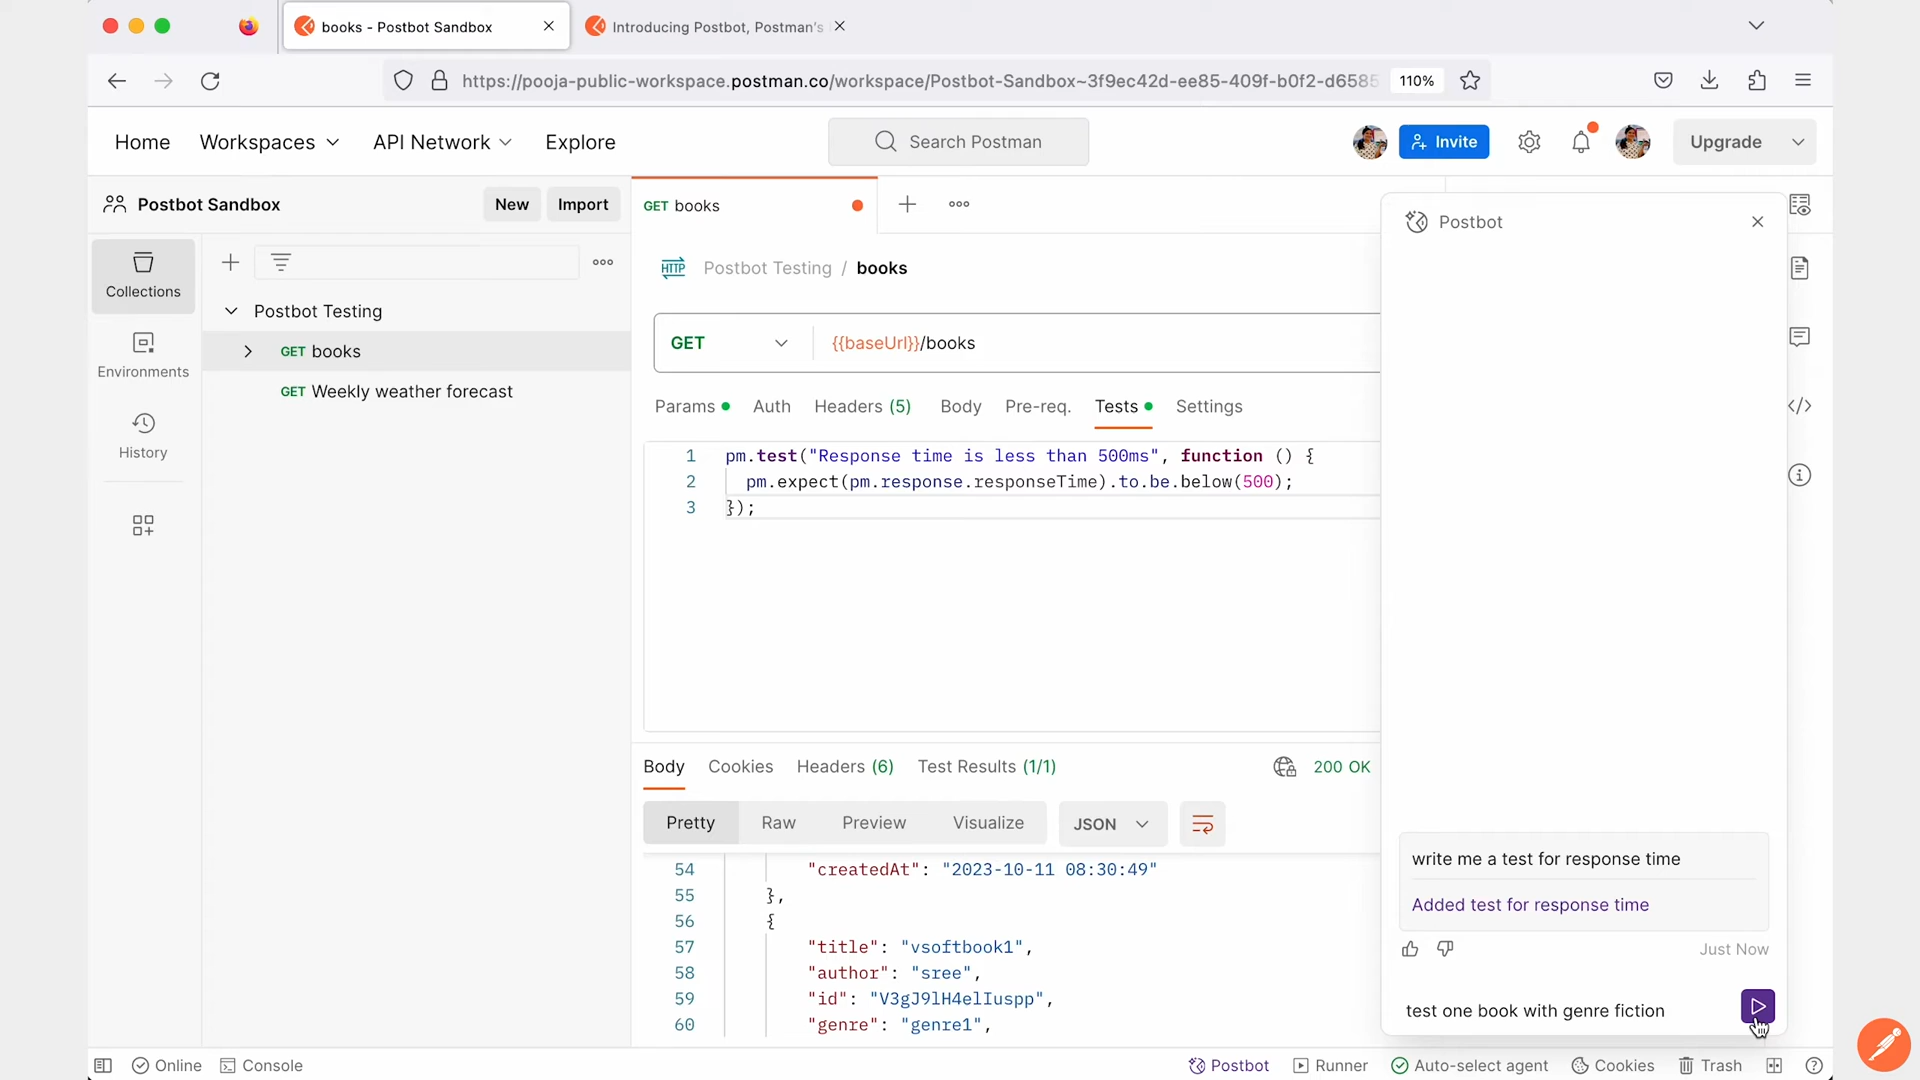 books - Postbot Sandbox
Introducing Postbot, Postman's
https://pooja-public-workspace.postman.co/workspace/Postbot-Sandbox~3f9ec42d-ee85-409f-b0f2-d6585
110%
Home
Workspaces
API Network
Explore
Search Postman
Invite
Upgrade
Postbot Sandbox
New
Import
GET books
Postbot
Collections
HTTP
Postbot Testing / books
Postbot Testing
GET books
GET Weekly weather forecast
Environments
History
GET
{{baseUrl}}/books
Params
Auth
Headers (5)
Body
Pre-req.
Tests
Settings
1 pm.test("Response time is less than 500ms", function () {
2 pm.expect(pm.response.responseTime).to.be.below(500);
3 });
Body
Cookies
Headers (6)
Test Results (1/1)
200 OK
Pretty
Raw
Preview
Visualize
JSON
54 "createdAt": "2023-10-11 08:30:49"
55 },
56 {
57 "title": "vsoftbook1",
58 "author": "sree",
59 "id": "V3gJ9lH4elIuspp",
60 "genre": "genre1",
write me a test for response time
Added test for response time
Just Now
test one book with genre fiction
Online
Console
Postbot
Runner
Auto-select agent
Cookies
Trash